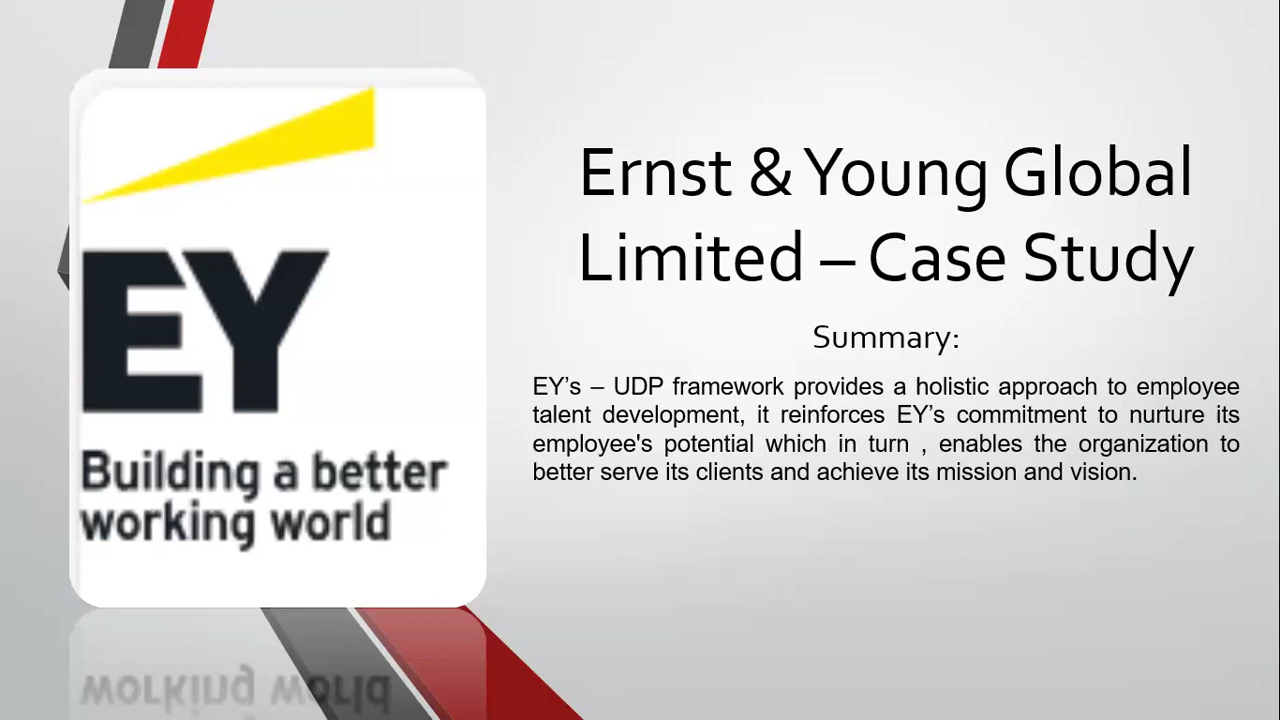 EY
Building a better
working world
Ernst & Young Global
Limited – Case Study
Summary:
EY’s – UDP framework provides a holistic approach to employee
talent development, it reinforces EY’s commitment to nurture its
employee's potential which in turn , enables the organization to
better serve its clients and achieve its mission and vision.
working world